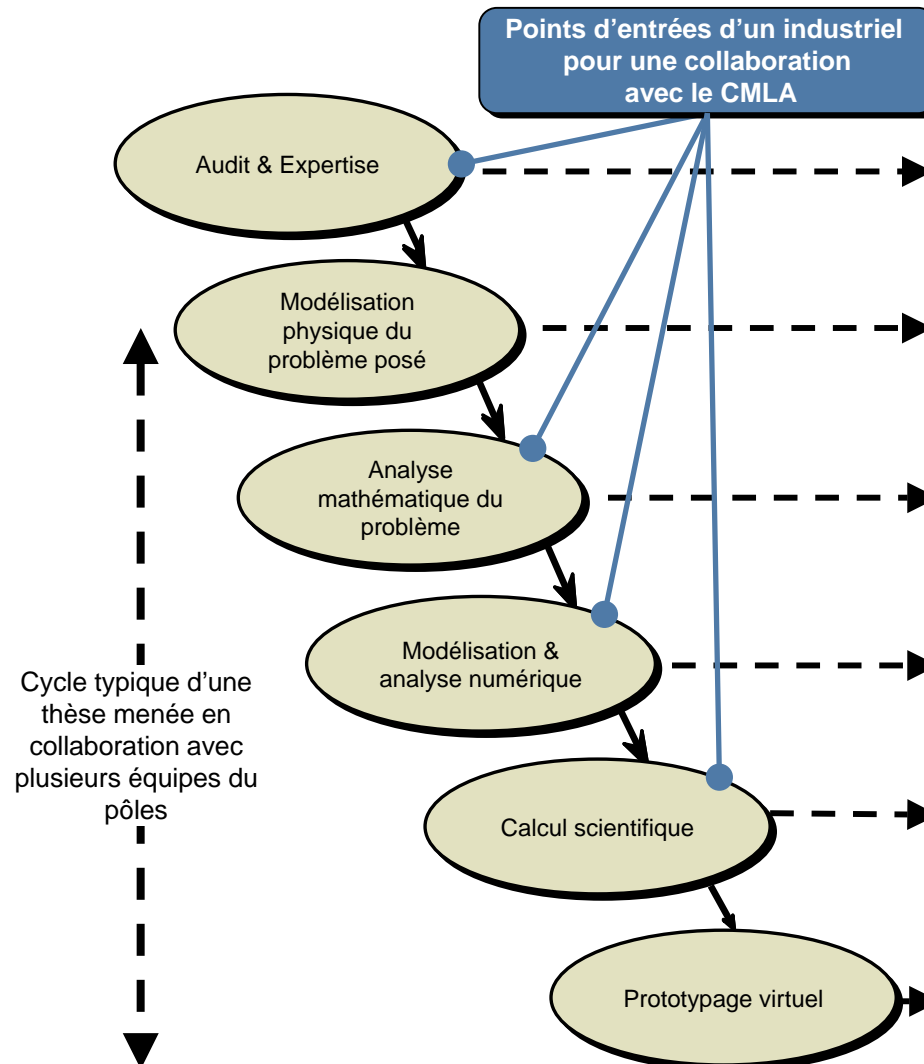 Points d’entrées d’un industriel
pour une collaboration
avec le CMLA
Audit & Expertise
Modélisation
physique du
problème posé
Analyse
mathématique du
problème
Modélisation &
analyse numérique
Cycle typique d’une
thèse menée en
collaboration avec
plusieurs équipes du
pôles
Calcul scientifique
Prototypage virtuel